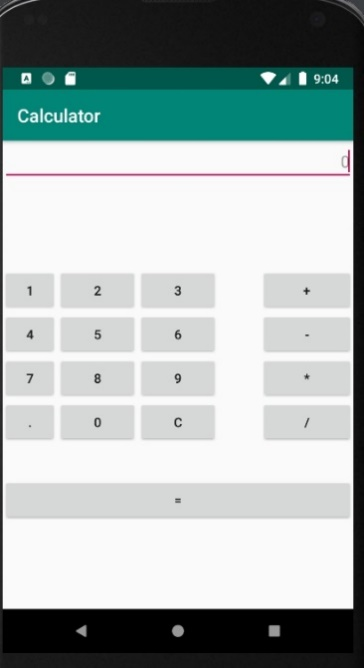 9:04
Calculator
0
1 2 3 +
4 5 6 -
7 8 9 *
. 0 C /
=